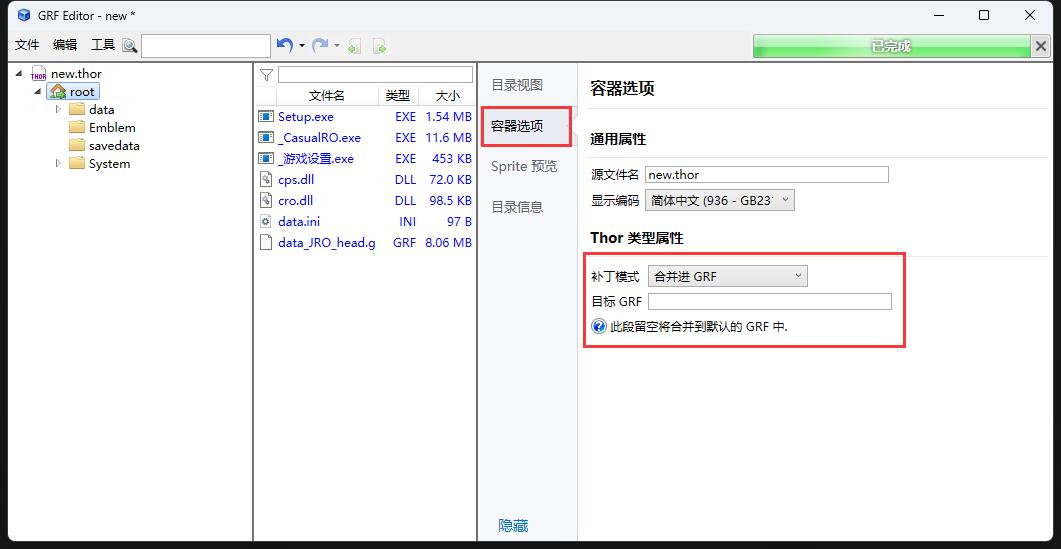 GRF Editor - new *
文件 编辑 工具
已完成
new.thor
root
data
Emblem
savedata
System
文件名 类型 大小
Setup.exe EXE 1.54 MB
_CasualRO.exe EXE 11.6 MB
_游戏设置.exe EXE 453 KB
cps.dll DLL 72.0 KB
cro.dll DLL 98.5 KB
data.ini INI 97 B
data_JRO_head.g GRF 8.06 MB
目录视图
容器选项
Sprite 预览
目录信息
隐藏
容器选项
通用属性
源文件名 new.thor
显示编码 简体中文 (936 - GB231
Thor 类型属性
补丁模式 合并进 GRF
目标 GRF
此段留空将合并到默认的 GRF 中.